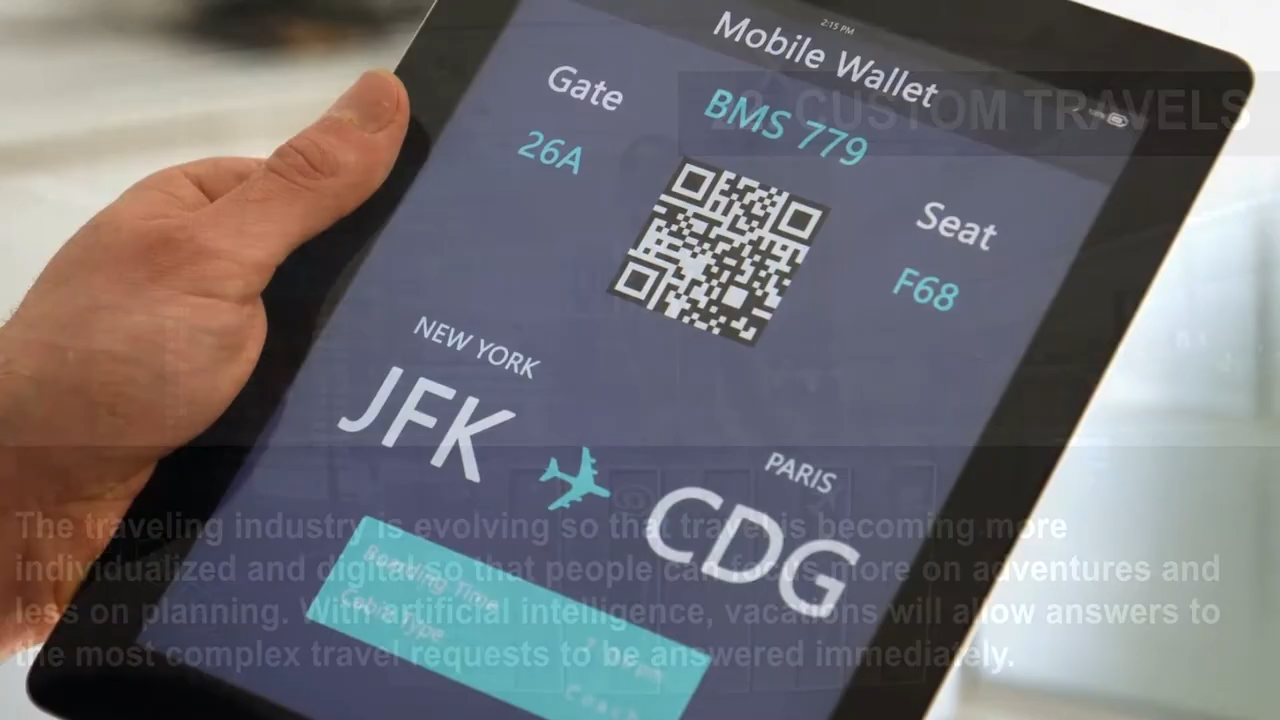 2:15 PM
Mobile Wallet
2. CUSTOM TRAVELS
Gate
BMS 779
26A
Seat
F68
NEW YORK
JFK
PARIS
CDG
The traveling industry is evolving so that travel is becoming more
individualized and digital so that people can focus more on adventures and
less on planning. With artificial intelligence, vacations will allow answers to
the most complex travel requests to be answered immediately.
Boarding Time
Cabin Type
Coach